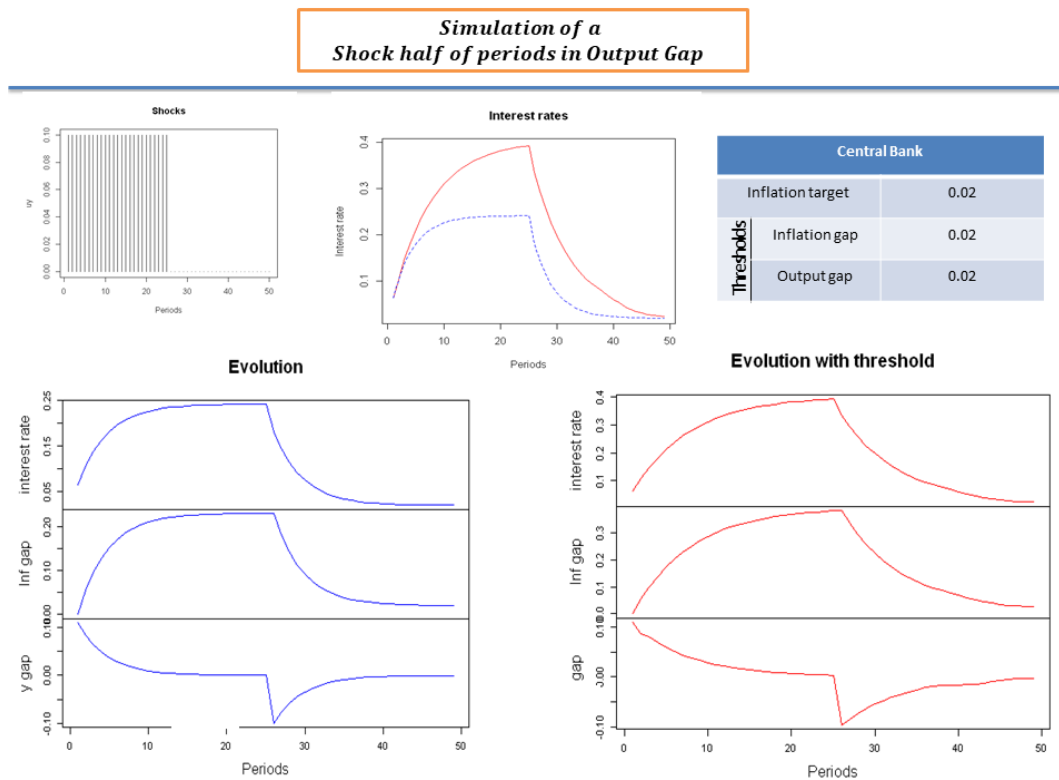 Simulation of a
Shock half of periods in Output Gap
Shocks
uy
0.00
0.02
0.04
0.06
0.08
0.10
0
10
20
30
40
50
Periods
Interest rates
Interest rate
0.1
0.2
0.3
0.4
0
10
20
30
40
50
Periods
Central Bank
Inflation target
0.02
Thresholds
Inflation gap
0.02
Output gap
0.02
Evolution
interest rate
0.05
0.15
0.25
Inf gap
0.00
0.10
0.20
y gap
-0.10
0.00
0.10
0
10
20
30
40
50
Periods
Evolution with threshold
interest rate
0.1
0.2
0.3
0.4
Inf gap
0.0
0.1
0.2
0.3
gap
-0.10
0.10
0
10
20
30
40
50
Periods